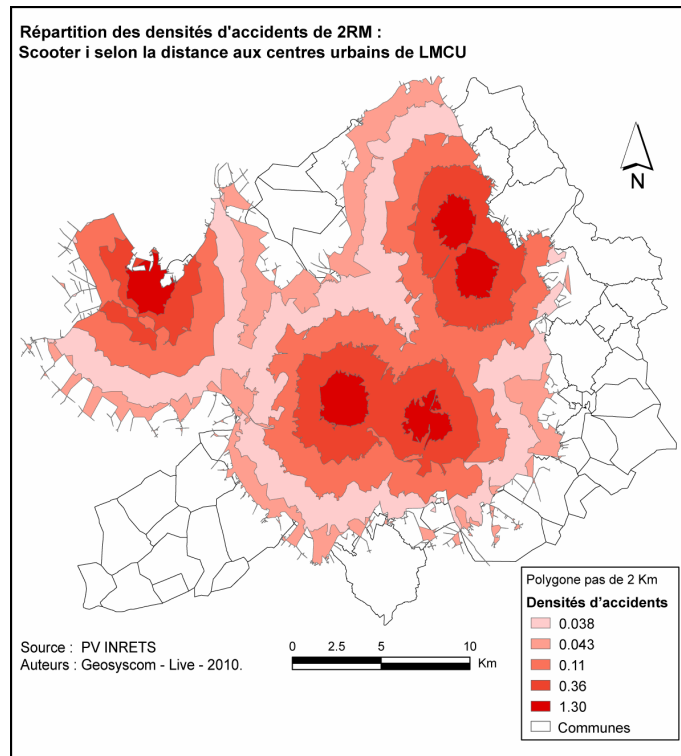 Répartition des densités d'accidents de 2RM :
Scooter i selon la distance aux centres urbains de LMCU
N
Polygone pas de 2 Km
Densités d'accidents
0.038
0.043
0.11
0.36
1.30
Communes
Source : PV INRETS
Auteurs : Geosyscom - Live - 2010.
0 2.5 5 10
Km